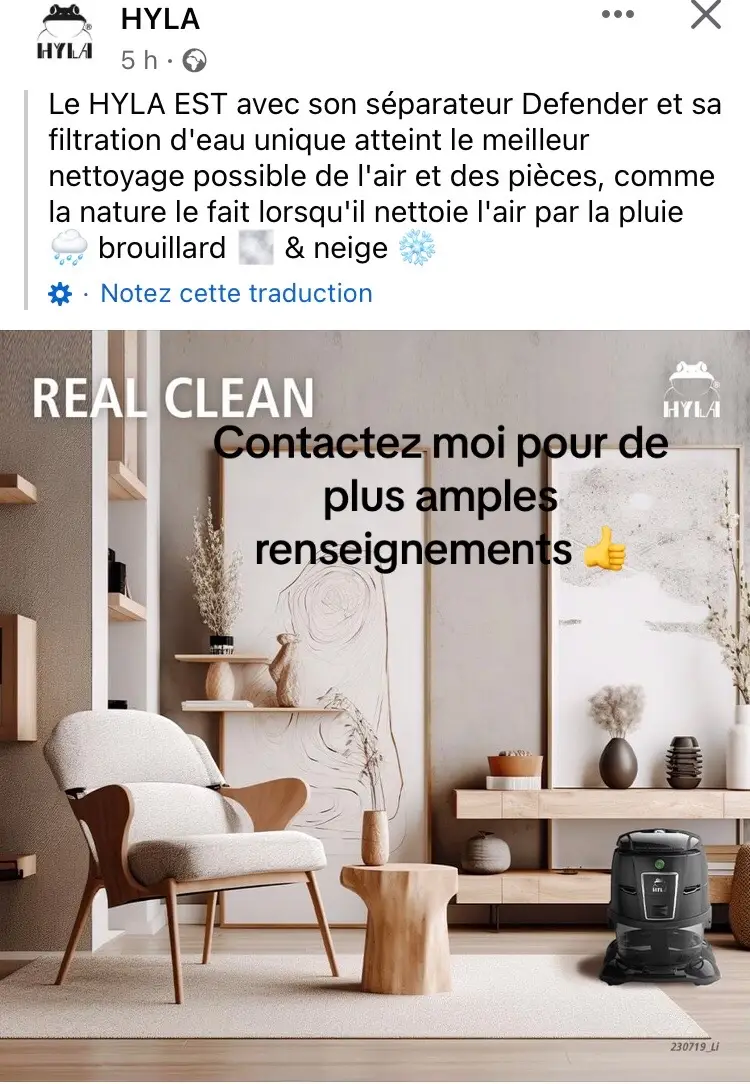 HYLA
HYLA
5 h ·
Le HYLA EST avec son séparateur Defender et sa
filtration d'eau unique atteint le meilleur
nettoyage possible de l'air et des pièces, comme
la nature le fait lorsqu'il nettoie l'air par la pluie
🌧️ brouillard 🌫️ & neige ❄️
· Notez cette traduction
REAL CLEAN
HYLA
Contactez moi pour de
plus amples
renseignements 👍
230719_Li